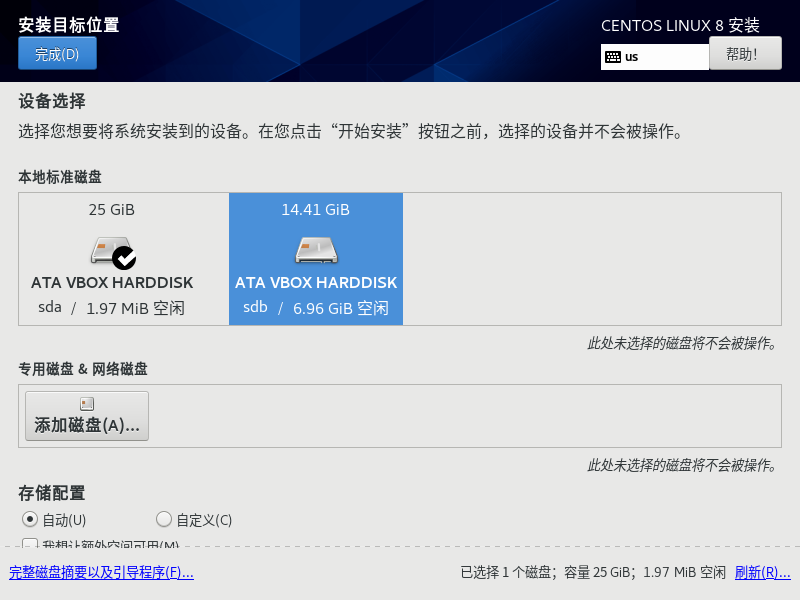 安装目标位置
CENTOS LINUX 8 安装
完成(D)
us
帮助！
设备选择
选择您想要将系统安装到的设备。在您点击“开始安装”按钮之前，选择的设备并不会被操作。
本地标准磁盘
25 GiB
ATA VBOX HARDDISK
sda / 1.97 MiB 空闲
14.41 GiB
ATA VBOX HARDDISK
sdb / 6.96 GiB 空闲
此处未选择的磁盘将不会被操作。
专用磁盘 & 网络磁盘
添加磁盘(A)...
此处未选择的磁盘将不会被操作。
存储配置
自动(U)
自定义(C)
我想让额外空间可用(M)
完整磁盘摘要以及引导程序(F)...
已选择 1 个磁盘；容量 25 GiB；1.97 MiB 空闲
刷新(R)...